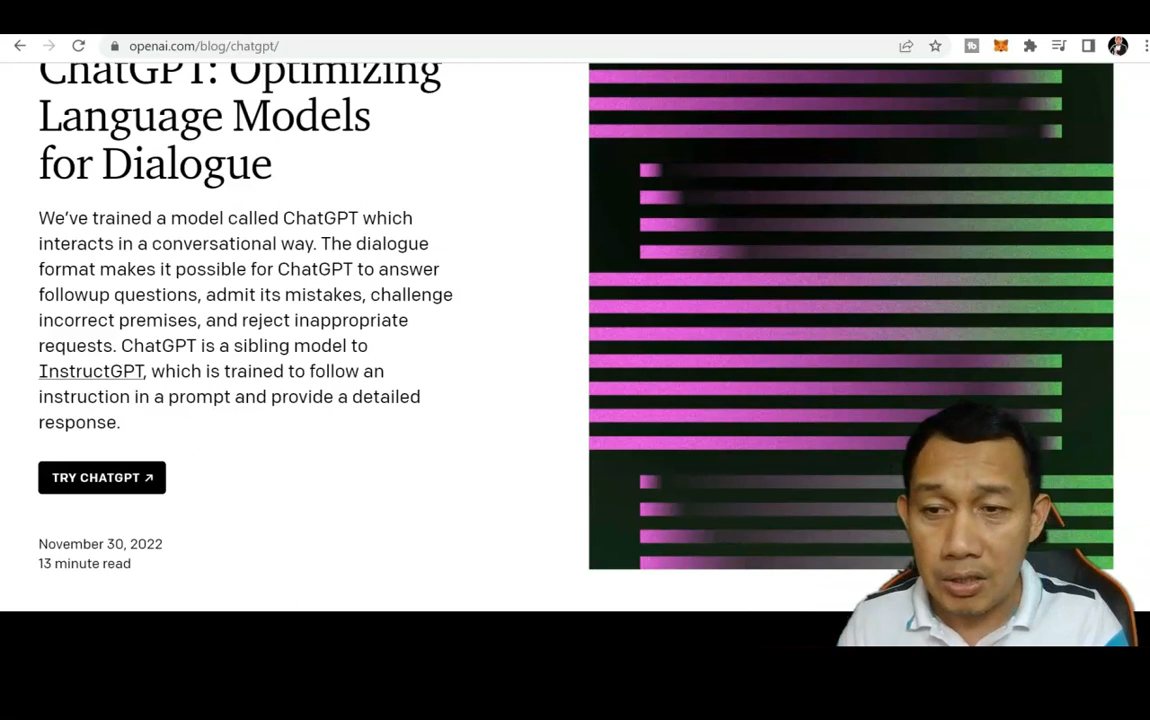 openai.com/blog/chatgpt/
ChatGPT: Optimizing
Language Models
for Dialogue
We’ve trained a model called ChatGPT which
interacts in a conversational way. The dialogue
format makes it possible for ChatGPT to answer
followup questions, admit its mistakes, challenge
incorrect premises, and reject inappropriate
requests. ChatGPT is a sibling model to
InstructGPT, which is trained to follow an
instruction in a prompt and provide a detailed
response.
TRY CHATGPT ↗
November 30, 2022
13 minute read